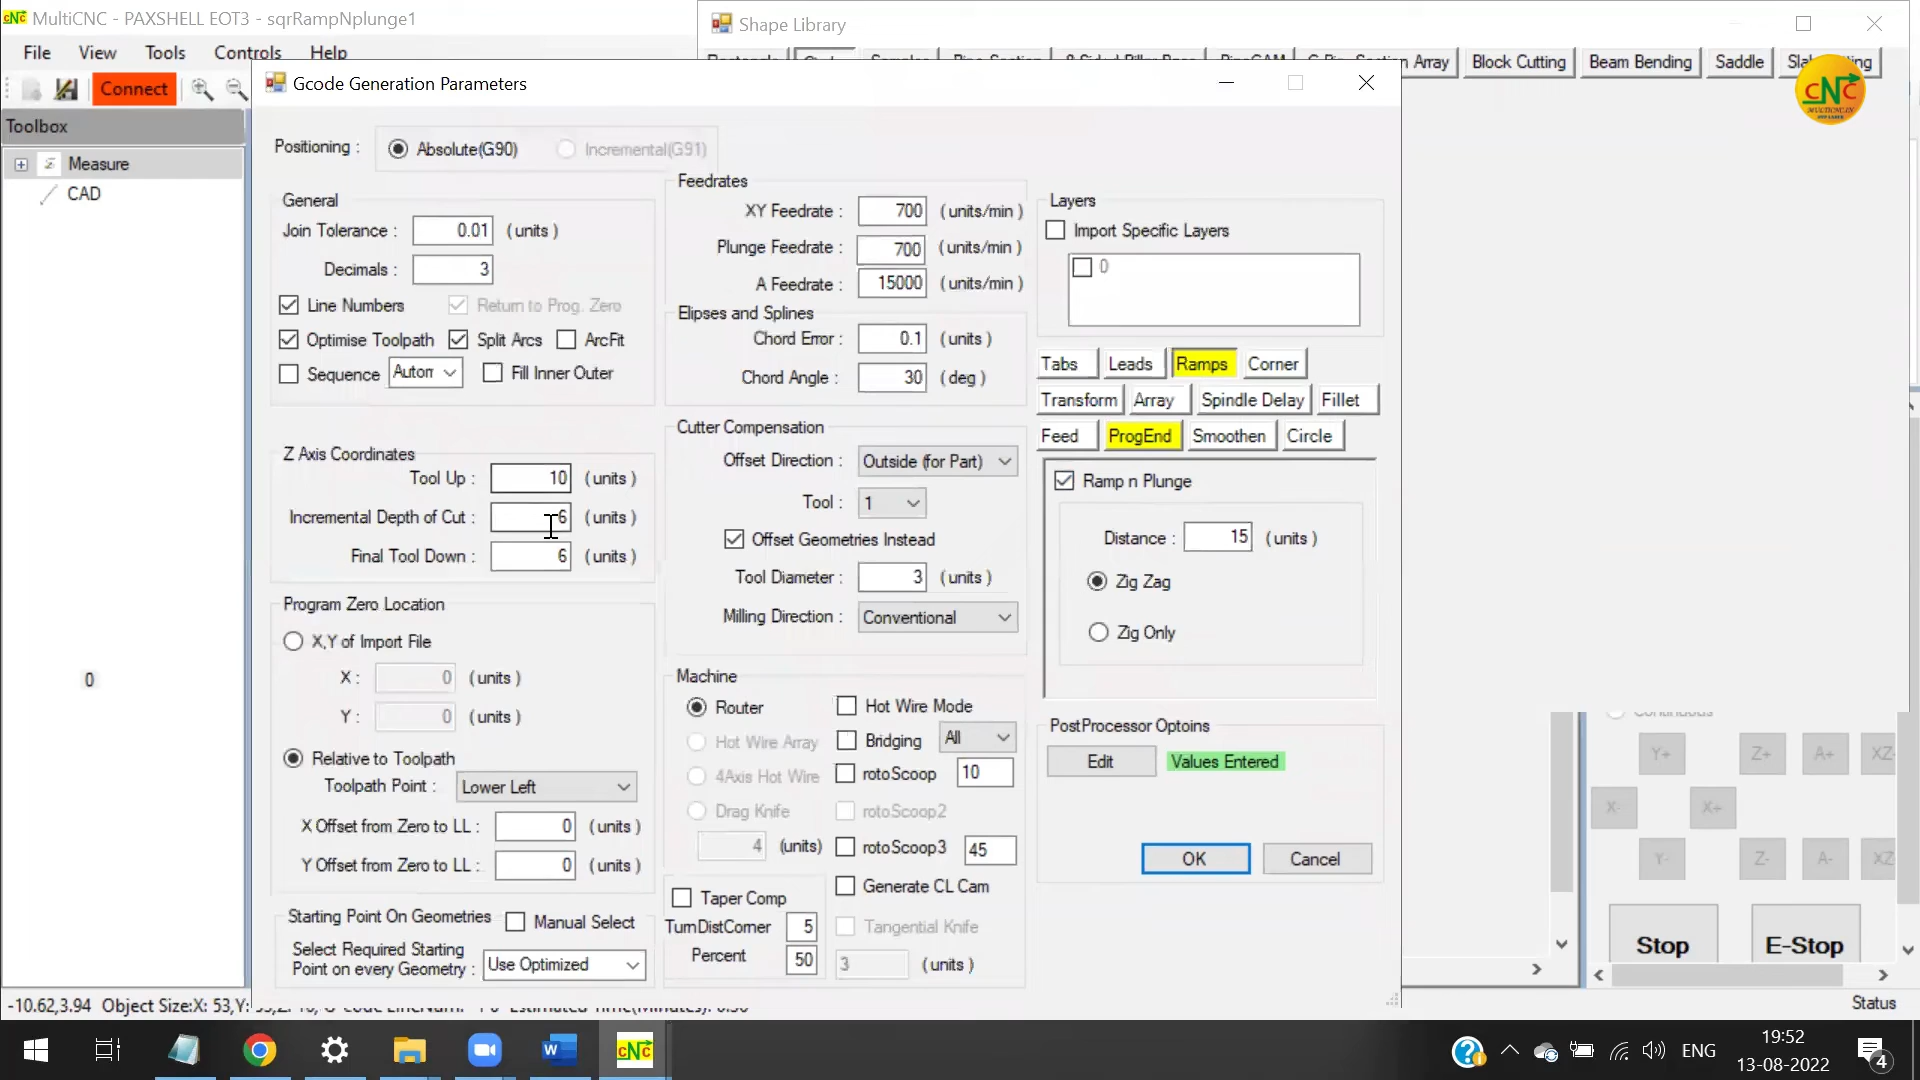 MultiCNC - PAXSHELL EOT3 - sqrRampNplunge1
Shape Library
File View Tools Controls Help
Block Cutting Beam Bending Saddle
Connect
Gcode Generation Parameters
CNC
Toolbox
Measure
CAD
0
Positioning : Absolute(G90) Incremental(G91)
General
Join Tolerance : 0.01 (units )
Decimals : 3
Line Numbers Return to Prog. Zero
Optimise Toolpath Split Arcs ArcFit
Sequence Autom Fill Inner Outer
Z Axis Coordinates
Tool Up : 10 (units )
Incremental Depth of Cut : 6 (units )
Final Tool Down : 6 (units )
Program Zero Location
X,Y of Import File
X : 0 (units )
Y : 0 (units )
Relative to Toolpath
Toolpath Point : Lower Left
X Offset from Zero to LL : 0 (units )
Y Offset from Zero to LL : 0 (units )
Starting Point On Geometries Manual Select
Select Required Starting
Point on every Geometry : Use Optimized
Feedrates
XY Feedrate : 700 (units/min )
Plunge Feedrate : 700 (units/min )
A Feedrate : 15000 (units/min )
Elipses and Splines
Chord Error : 0.1 (units )
Chord Angle : 30 (deg )
Cutter Compensation
Offset Direction : Outside (for Part)
Tool : 1
Offset Geometries Instead
Tool Diameter : 3 (units )
Milling Direction : Conventional
Machine
Router Hot Wire Mode
Hot Wire Array Bridging All
4Axis Hot Wire rotoScoop 10
Drag Knife rotoScoop2
4 (units) rotoScoop3 45
Taper Comp Generate CL Cam
TurnDistCorner 5 Tangential Knife
Percent 50 3 (units )
Layers
Import Specific Layers
0
Tabs Leads Ramps Corner
Transform Array Spindle Delay Fillet
Feed ProgEnd Smoothen Circle
Ramp n Plunge
Distance : 15 (units )
Zig Zag
Zig Only
PostProcessor Optoins
Edit Values Entered
OK Cancel
Y+ Z+ A+ XZ
X- X+
Y- Z- A- XZ
Stop E-Stop
-10.62,3.94 Object Size:X: 53,Y:
Status
ENG
19:52
13-08-2022
4